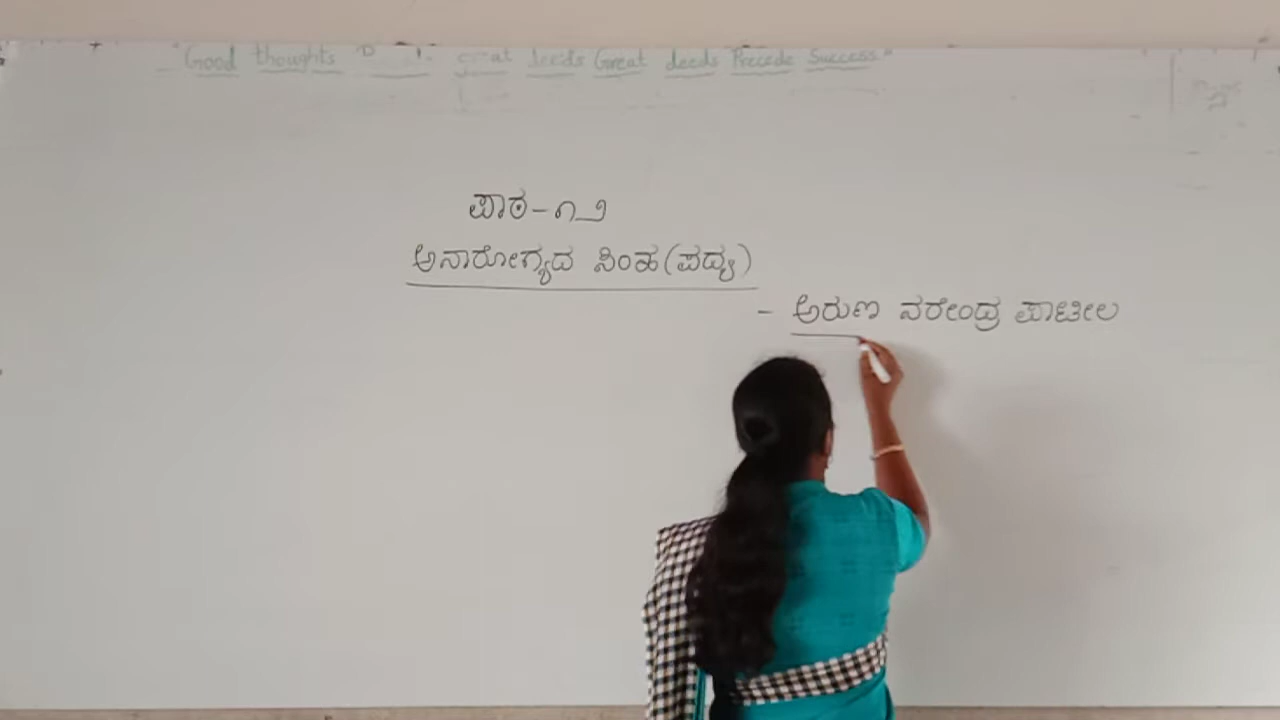 "Good thoughts great deeds Great deeds Precede Success"
ಪಾಠ-೧೨
ಅನಾರೋಗ್ಯದ ಸಿಂಹ(ಪದ್ಯ)
- ಅರುಣ ನರೇಂದ್ರ ಪಾಟೀಲ